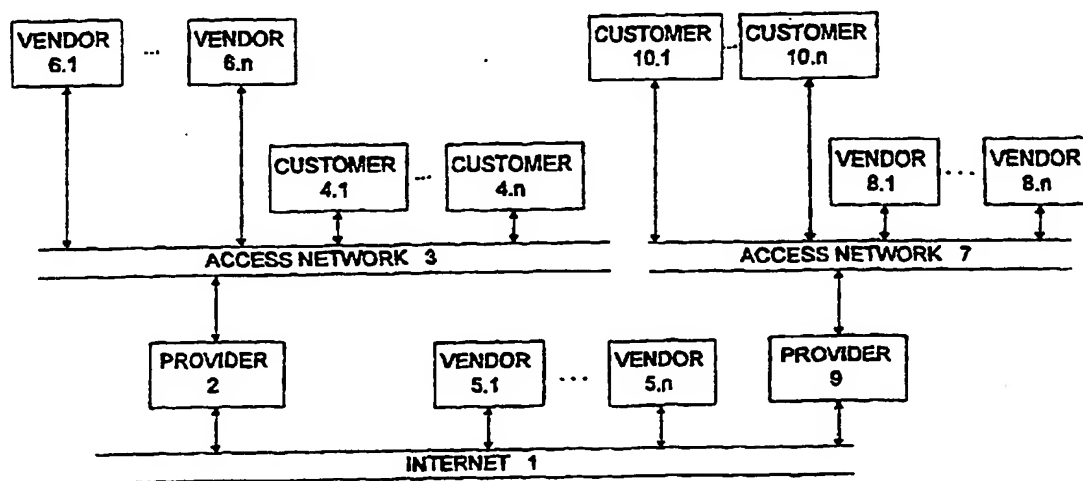 VENDOR
6.1
...
VENDOR
6.n
CUSTOMER
10.1
...
CUSTOMER
10.n
CUSTOMER
4.1
...
CUSTOMER
4.n
VENDOR
8.1
....
VENDOR
8.n
ACCESS NETWORK 3
ACCESS NETWORK 7
PROVIDER
2
VENDOR
5.1
...
VENDOR
5.n
PROVIDER
9
INTERNET 1